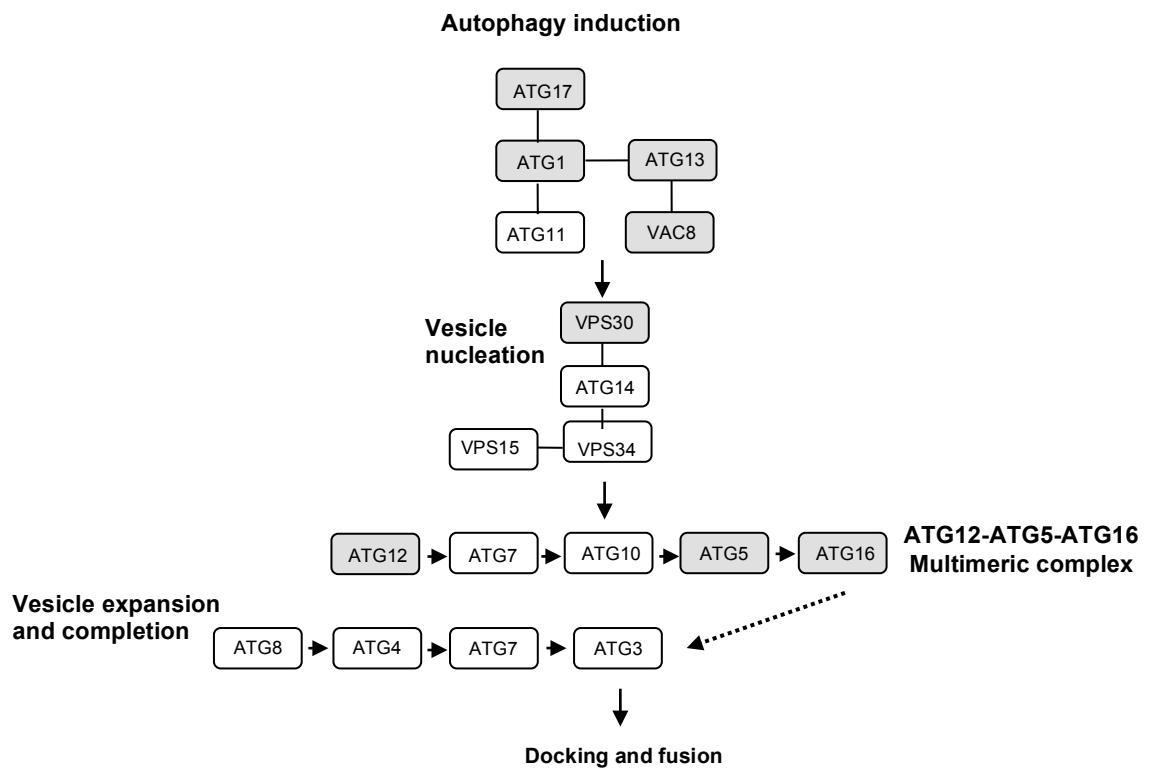 Autophagy induction
ATG17
ATG1
ATG13
ATG11
VAC8
Vesicle
nucleation
VPS30
ATG14
VPS15
VPS34
ATG12
ATG7
ATG10
ATG5
ATG16
ATG12-ATG5-ATG16
Multimeric complex
Vesicle expansion
and completion
ATG8
ATG4
ATG7
ATG3
Docking and fusion